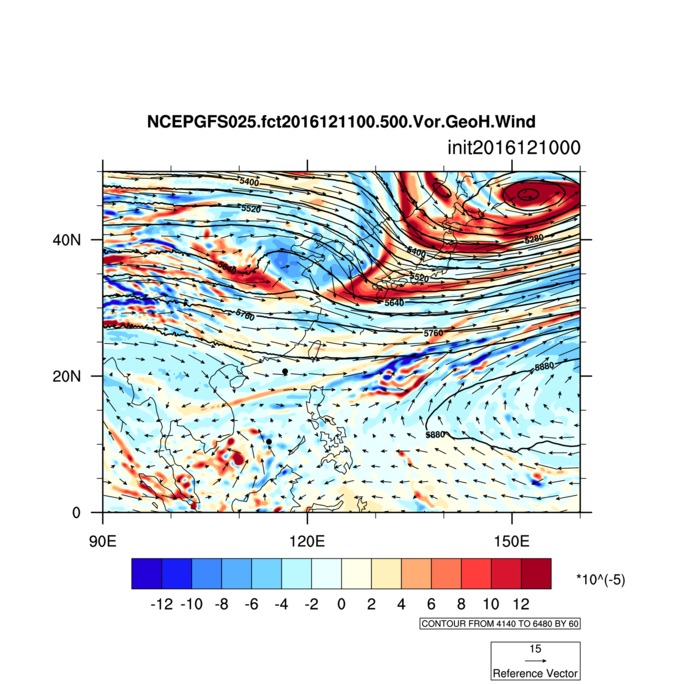 NCEPGFS025.fct2016121100.500.Vor.GeoH.Wind
init2016121000
5400
5520
5280
40N
5400
5520
5640
5760
5760
20N
5880
5880
0
90E 120E 150E
-12 -10 -8 -6 -4 -2 0 2 4 6 8 10 12 *10^(-5)
CONTOUR FROM 4140 TO 6480 BY 60
15
Reference Vector